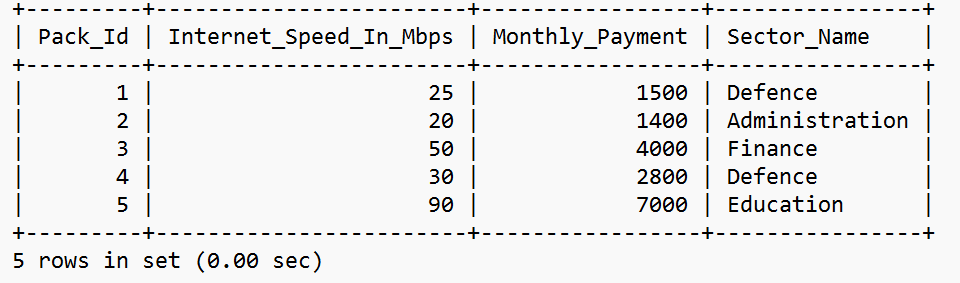 +---------+------------------------+-----------------+----------------+
| Pack_Id | Internet_Speed_In_Mbps | Monthly_Payment | Sector_Name    |
+---------+------------------------+-----------------+----------------+
|       1 |                     25 |            1500 | Defence        |
|       2 |                     20 |            1400 | Administration |
|       3 |                     50 |            4000 | Finance        |
|       4 |                     30 |            2800 | Defence        |
|       5 |                     90 |            7000 | Education      |
+---------+------------------------+-----------------+----------------+
5 rows in set (0.00 sec)